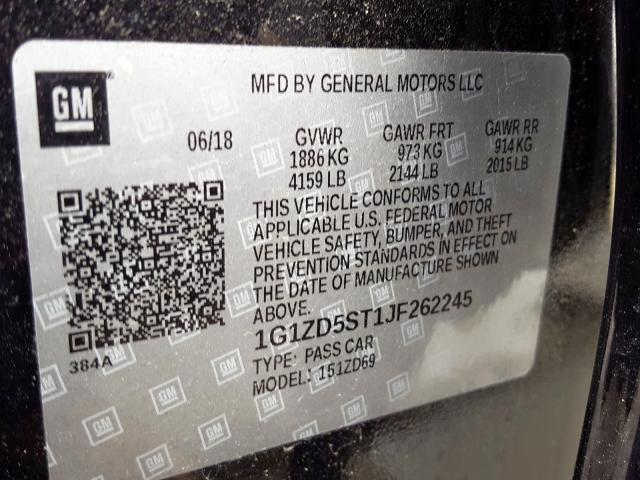 GM
MFD BY GENERAL MOTORS LLC
06/18 GVWR GAWR FRT GAWR RR
1886 KG 973 KG 914 KG
4159 LB 2144 LB 2015 LB
THIS VEHICLE CONFORMS TO ALL
APPLICABLE U.S. FEDERAL MOTOR
VEHICLE SAFETY, BUMPER, AND THEFT
PREVENTION STANDARDS IN EFFECT ON
THE DATE OF MANUFACTURE SHOWN
ABOVE.
1G1ZD5ST1JF262245
384A
TYPE: PASS CAR
MODEL: 151ZD69